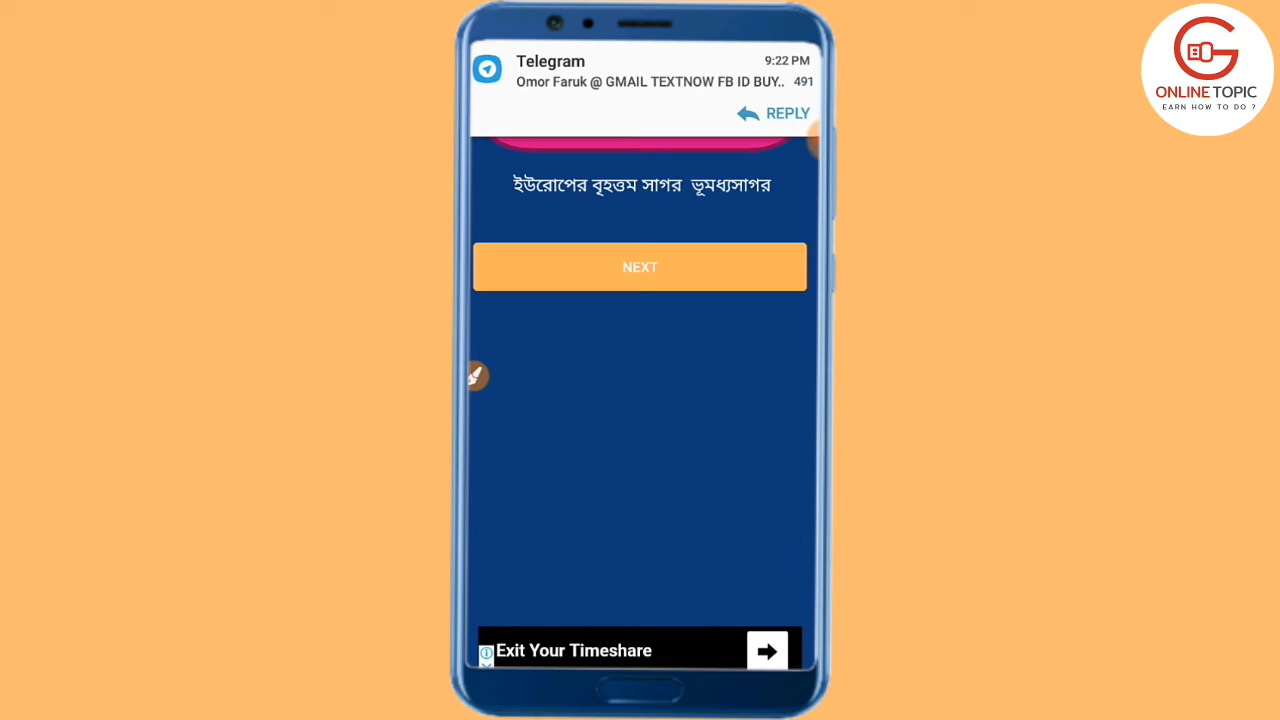 Telegram
9:22 PM
Omor Faruk @ GMAIL TEXTNOW FB ID BUY.. 491
REPLY
ইউরোপের বৃহত্তম সাগর ভূমধ্যসাগর
NEXT
Exit Your Timeshare
ONLINE TOPIC
EARN HOW TO DO ?